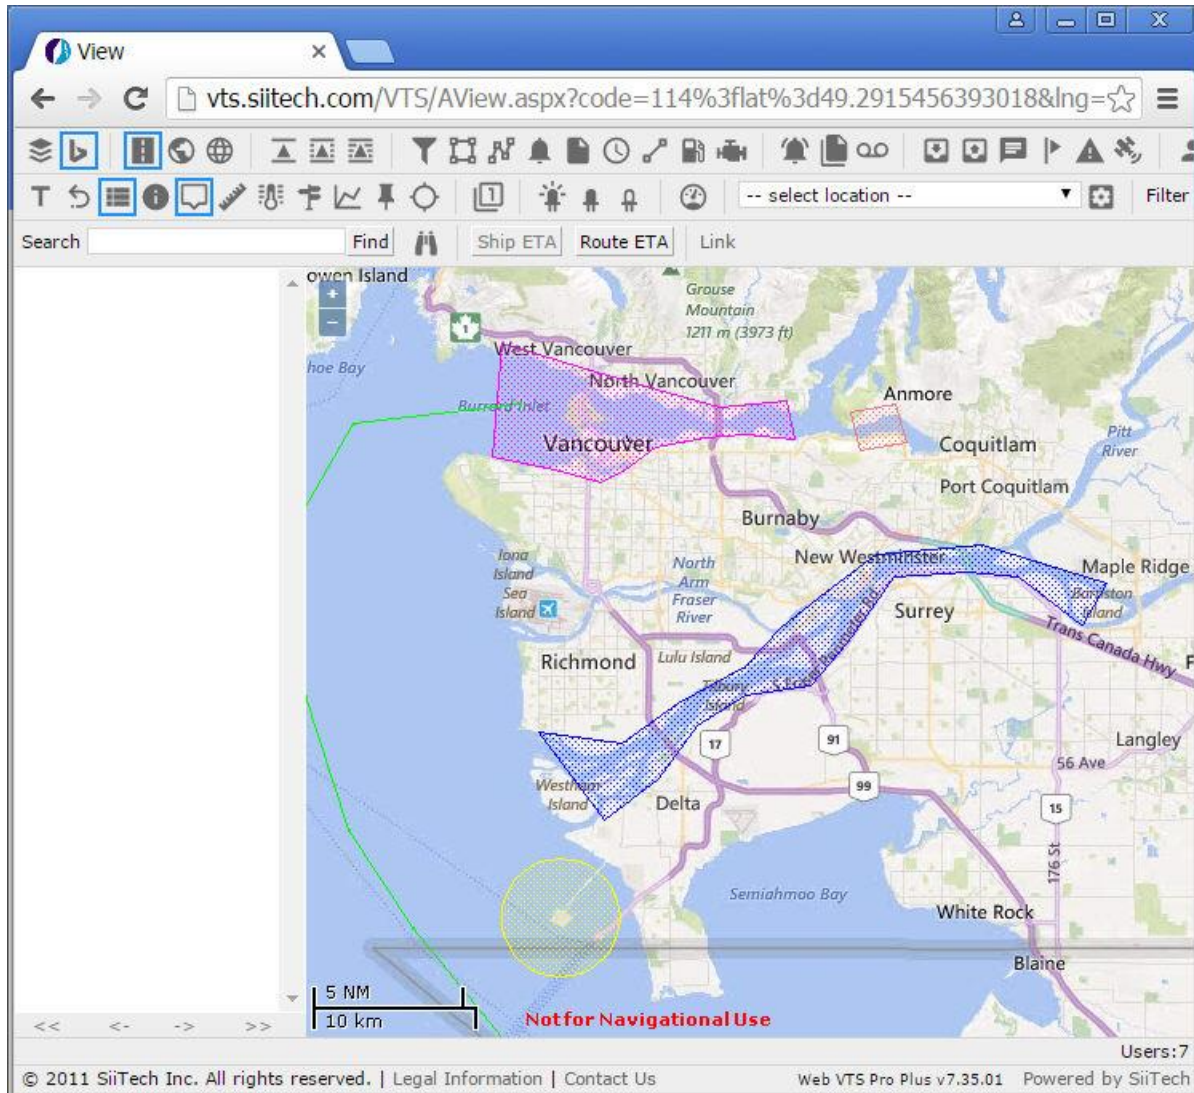 View
vts.siitech.com/VTS/AView.aspx?code=114%3flat%3d49.2915456393018&lng=
T
1
-- select location --
Filter
Search
Find
Ship ETA
Route ETA
Link
owen Island
Grouse
Mountain
1211 m (3973 ft)
1
West Vancouver
hoe Bay
North Vancouver
Anmore
Burrard Inlet
Vancouver
Coquitlam
Pitt
River
Port Coquitlam
Burnaby
Iona
Island
Sea
Island
North
Arm
Fraser
River
New Westminster
Maple Ridge
Barnston
Island
Surrey
Trans Canada Hwy
Richmond
Lulu Island
Tilbury
Island
17
91
Langley
56 Ave
Westham
Island
Delta
99
15
176 St
Semiahmoo Bay
White Rock
Blaine
5 NM
10 km
Not for Navigational Use
<< <- -> >>
Users:7
© 2011 SiiTech Inc. All rights reserved. | Legal Information | Contact Us
Web VTS Pro Plus v7.35.01 Powered by SiiTech